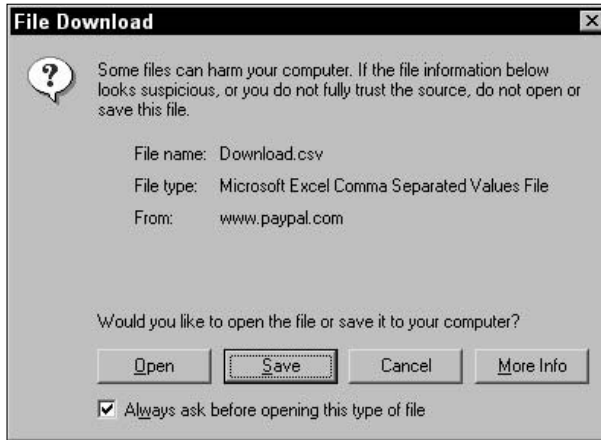 File Download
Some files can harm your computer. If the file information below
looks suspicious, or you do not fully trust the source, do not open or
save this file.
File name: Download.csv
File type: Microsoft Excel Comma Separated Values File
From: www.paypal.com
Would you like to open the file or save it to your computer?
Open Save Cancel More Info
Always ask before opening this type of file